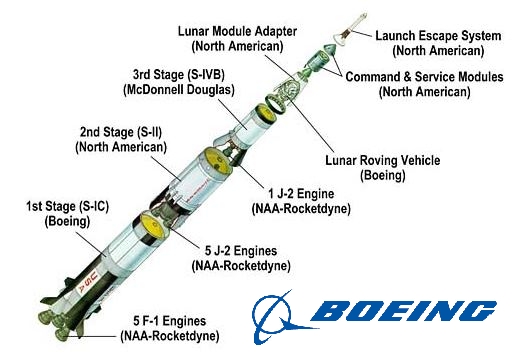 Lunar Module Adapter
(North American)
Launch Escape System
(North American)
3rd Stage (S-IVB)
(McDonnell Douglas)
Command & Service Modules
(North American)
2nd Stage (S-II)
(North American)
Lunar Roving Vehicle
(Boeing)
1 J-2 Engine
(NAA-Rocketdyne)
1st Stage (S-IC)
(Boeing)
5 J-2 Engines
(NAA-Rocketdyne)
USA
5 F-1 Engines
(NAA-Rocketdyne)
BOEING